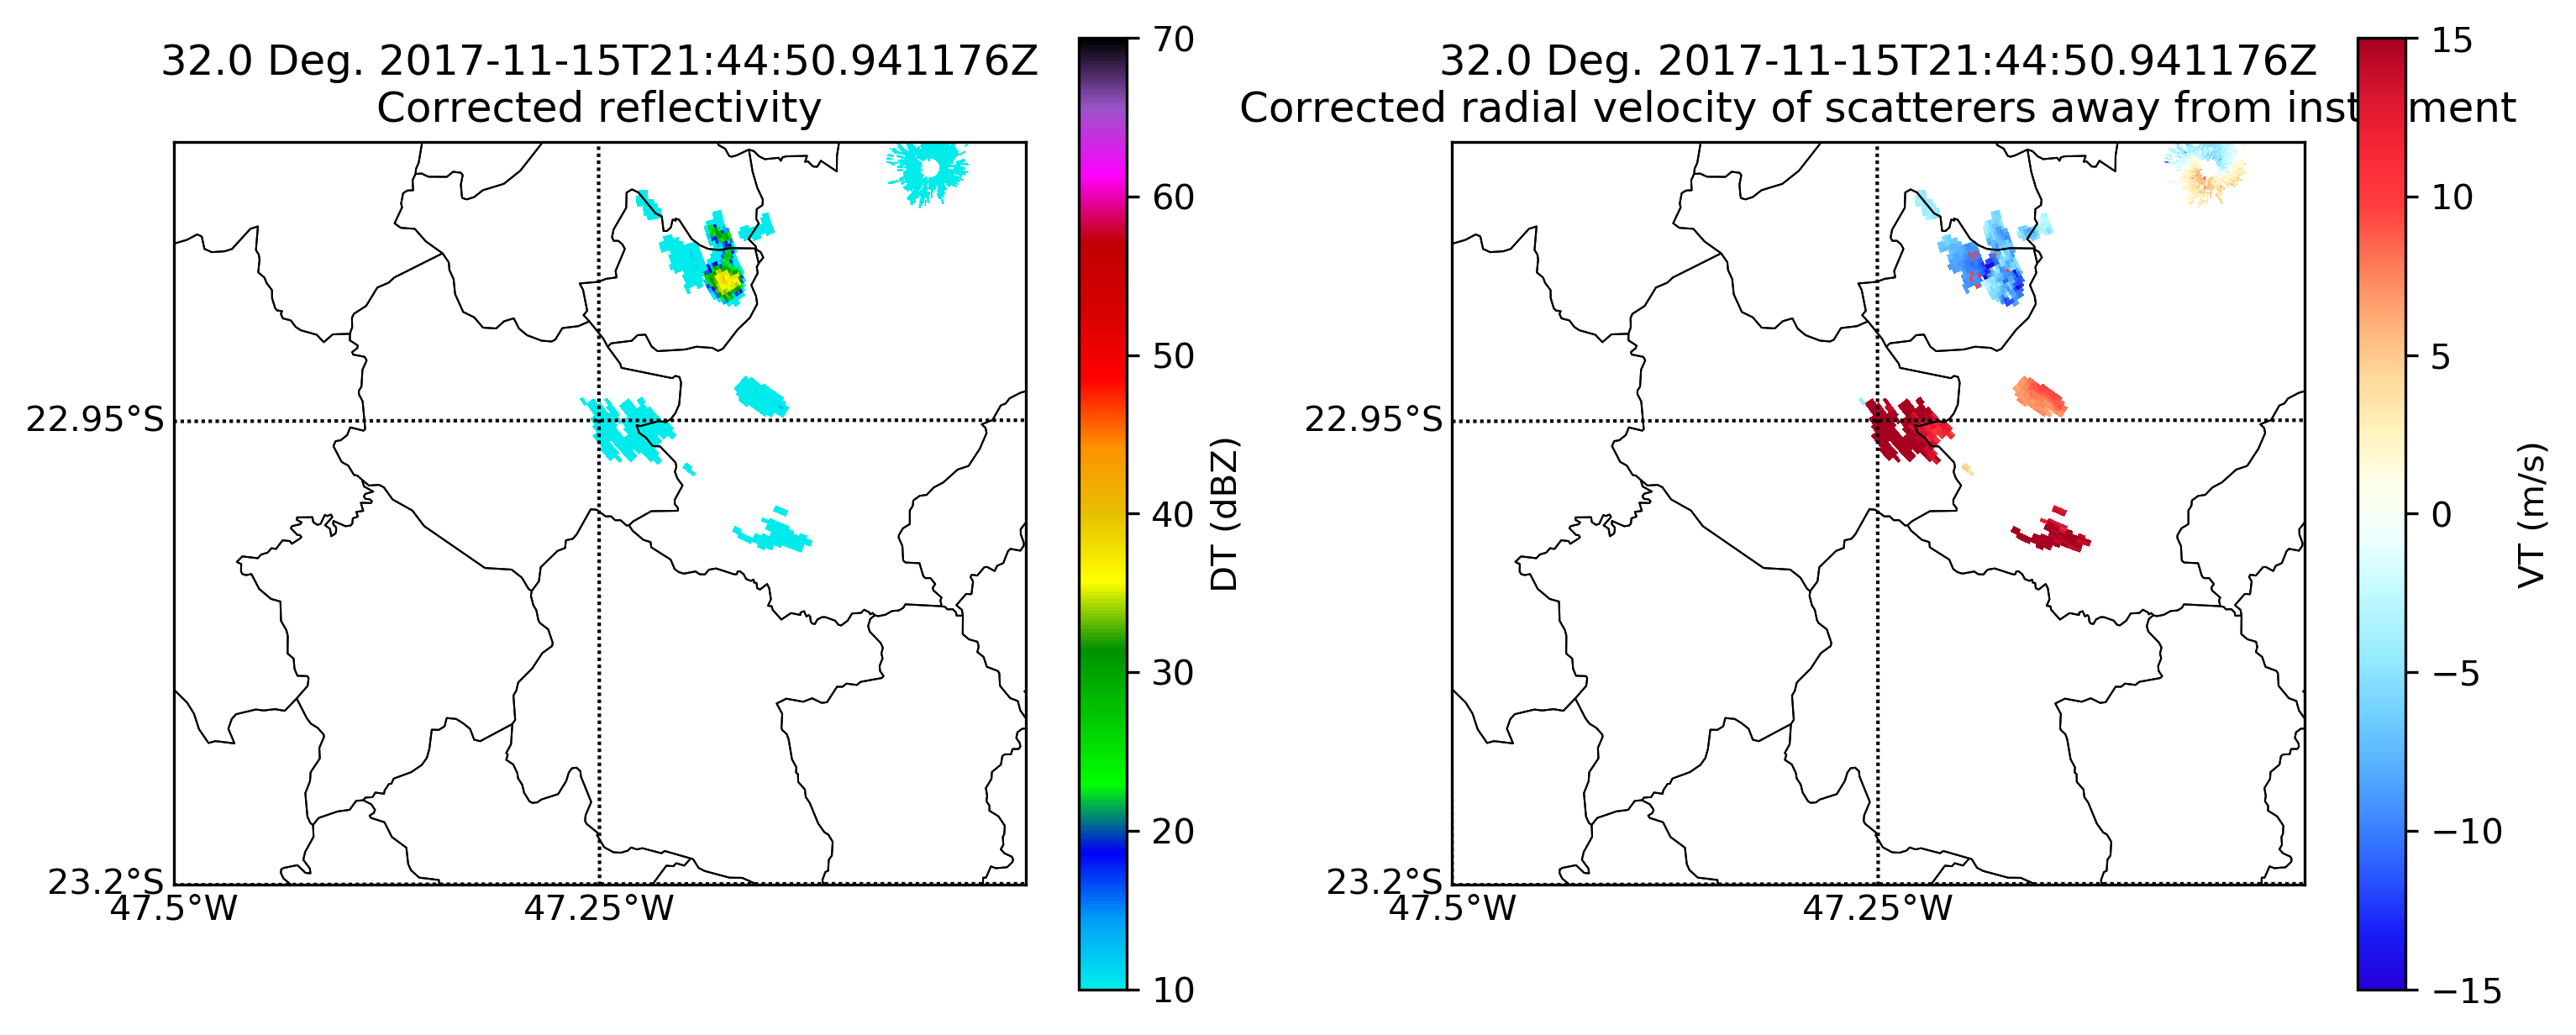 32.0 Deg. 2017-11-15T21:44:50.941176Z
Corrected reflectivity
22.95°S
23.2°S
47.5°W
47.25°W
70
60
50
40
30
20
10
DT (dBZ)
32.0 Deg. 2017-11-15T21:44:50.941176Z
Corrected radial velocity of scatterers away from inst ment
22.95°S
23.2°S
47.5°W
47.25°W
15
10
5
0
−5
−10
−15
VT (m/s)